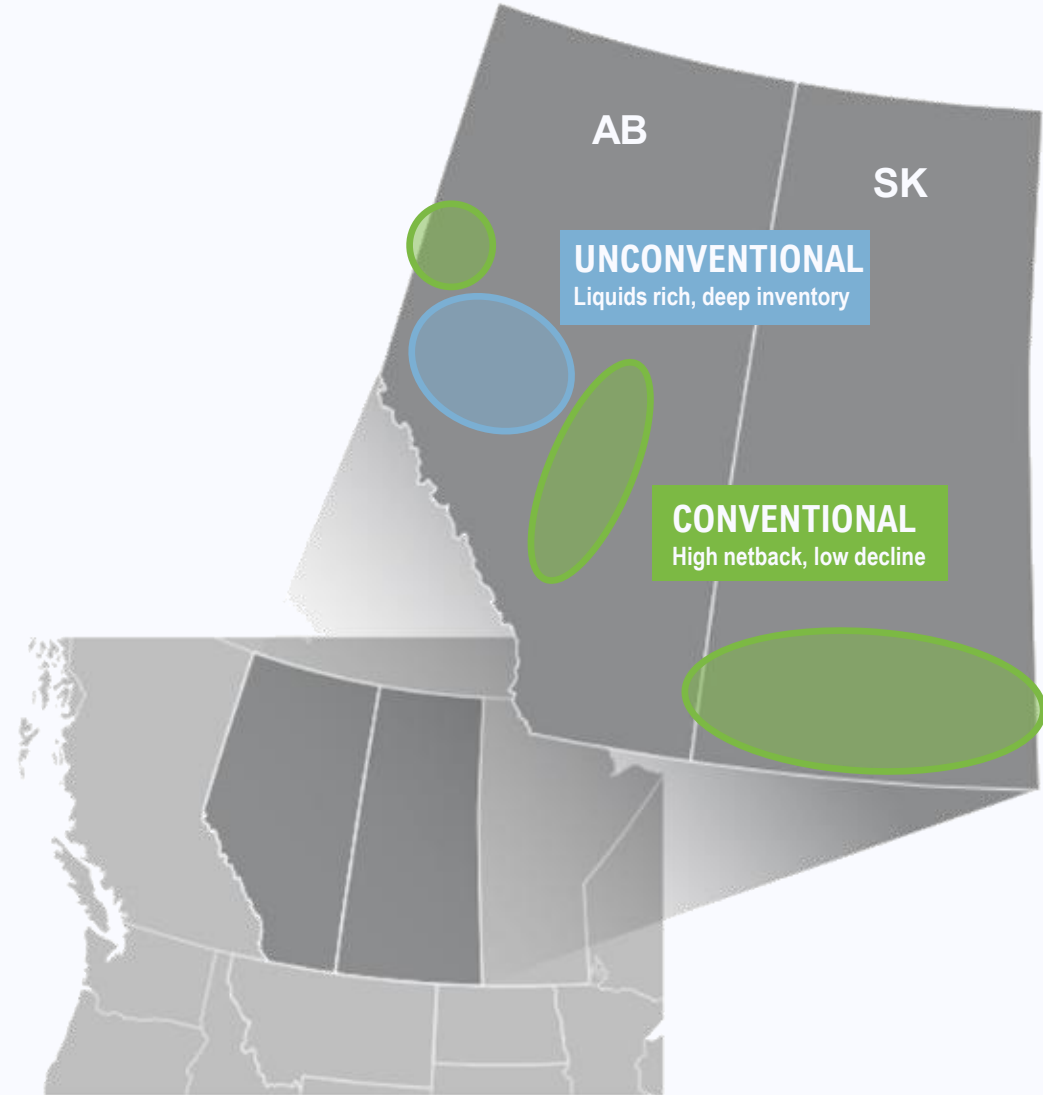 AB
SK
UNCONVENTIONAL
Liquids rich, deep inventory
CONVENTIONAL
High netback, low decline